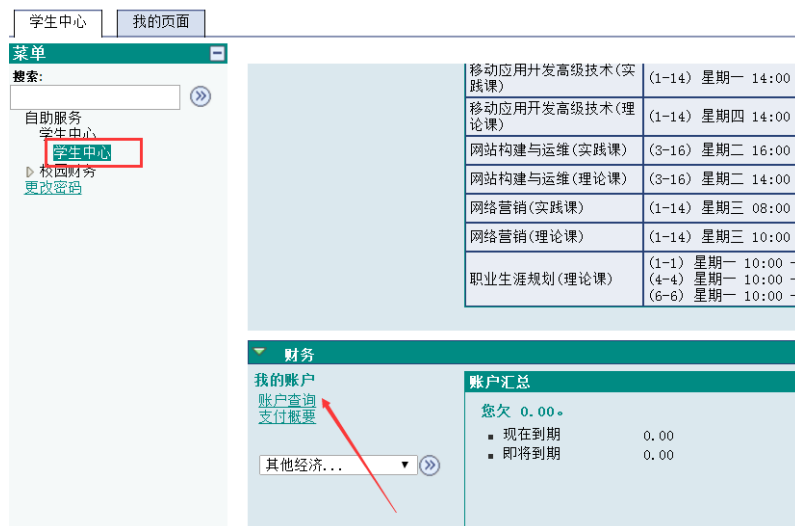 学生中心
我的页面
菜单
搜索:
自助服务
学生中心
学生中心
校园财务
更改密码
移动应用开发高级技术(实
践课)
(1-14) 星期一 14:00
移动应用开发高级技术(理
论课)
(1-14) 星期四 14:00
网站构建与运维(实践课)
(3-16) 星期二 16:00
网站构建与运维(理论课)
(3-16) 星期二 14:00
网络营销(实践课)
(1-14) 星期三 08:00
网络营销(理论课)
(1-14) 星期三 10:00
职业生涯规划(理论课)
(1-1) 星期一 10:00 -
(4-4) 星期一 10:00 -
(6-6) 星期一 10:00 -
财务
我的账户
账户查询
支付概要
其他经济...
账户汇总
您欠 0.00。
现在到期 0.00
即将到期 0.00